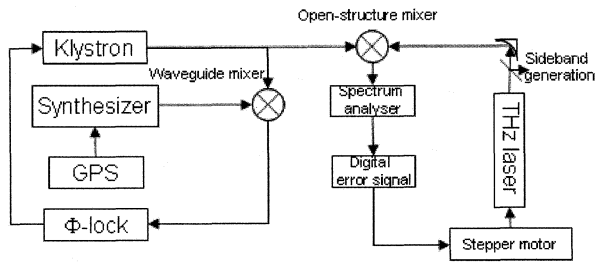 Open-structure mixer
Klystron
Sideband
generation
Waveguide mixer
Spectrum
analyser
Synthesizer
THz laser
Digital
error signal
GPS
Φ-lock
Stepper motor